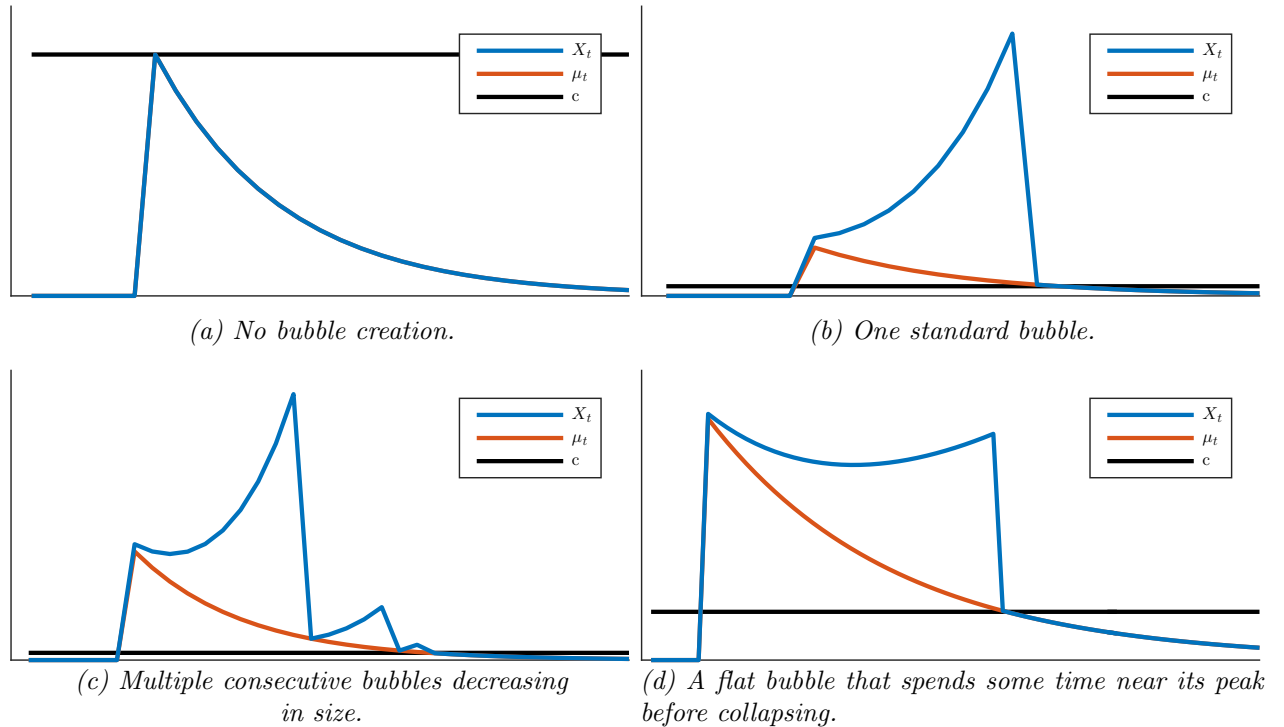 X_t
μ_t
c
(a) No bubble creation.
X_t
μ_t
c
(b) One standard bubble.
X_t
μ_t
c
(c) Multiple consecutive bubbles decreasing
in size.
X_t
μ_t
c
(d) A flat bubble that spends some time near its peak
before collapsing.